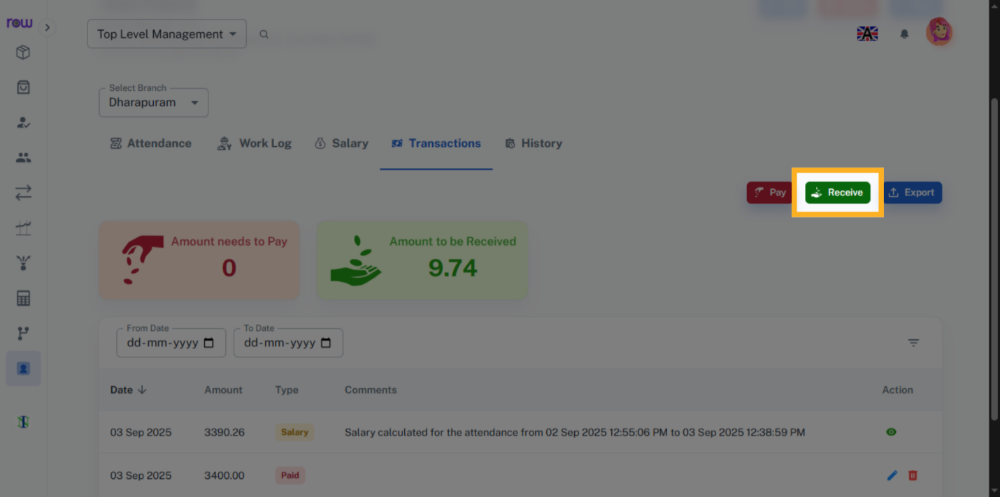 row
Top Level Management
A
Select Branch
Dharapuram
Attendance Work Log Salary Transactions History
Pay Receive Export
Amount needs to Pay
0
Amount to be Received
9.74
From Date To Date
dd-mm-yyyy dd-mm-yyyy
Date Amount Type Comments Action
03 Sep 2025 3390.26 Salary Salary calculated for the attendance from 02 Sep 2025 12:55:06 PM to 03 Sep 2025 12:38:59 PM
03 Sep 2025 3400.00 Paid